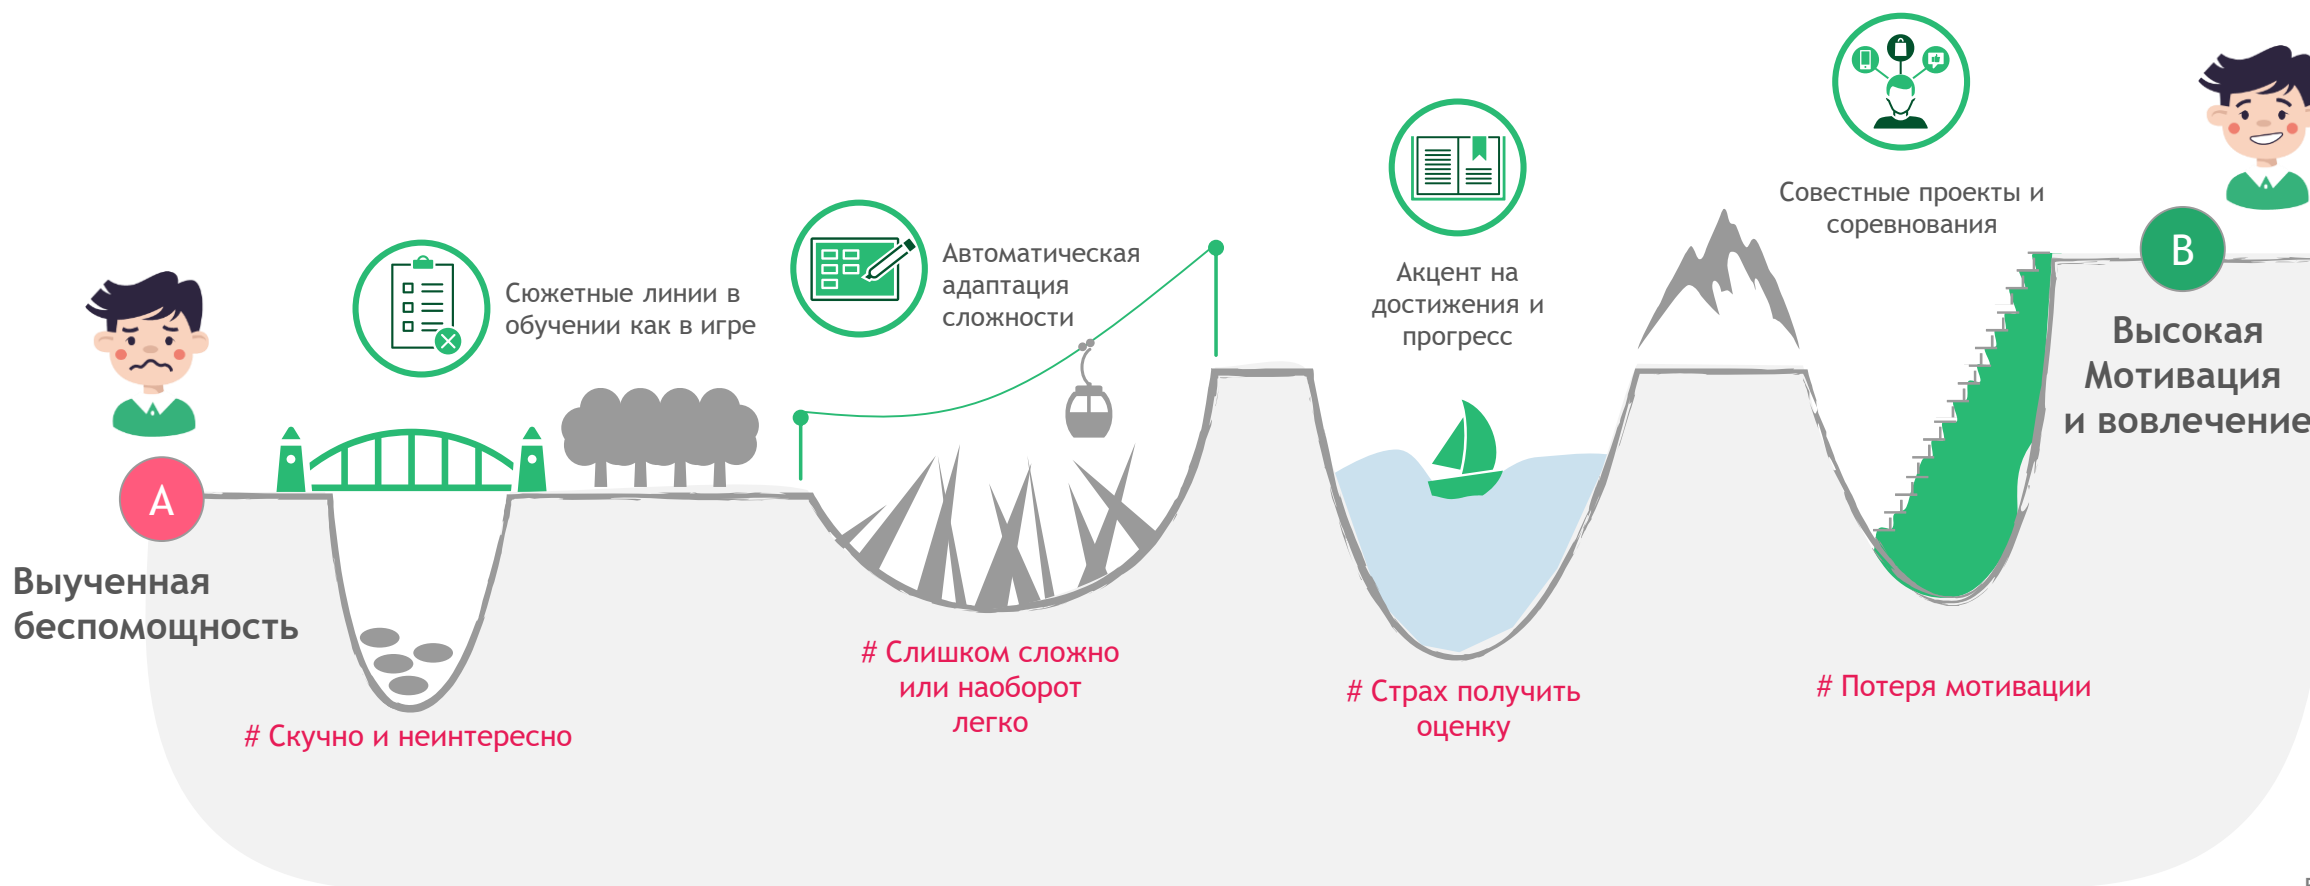 Совестные проекты и
соревнования
Автоматическая
адаптация
сложности
Акцент на
достижения и
прогресс
Сюжетные линии в
обучении как в игре
B
Высокая
Мотивация
и вовлечение
A
Выученная
беспомощность
# Слишком сложно
или наоборот
легко
# Страх получить
оценку
# Потеря мотивации
# Скучно и неинтересно